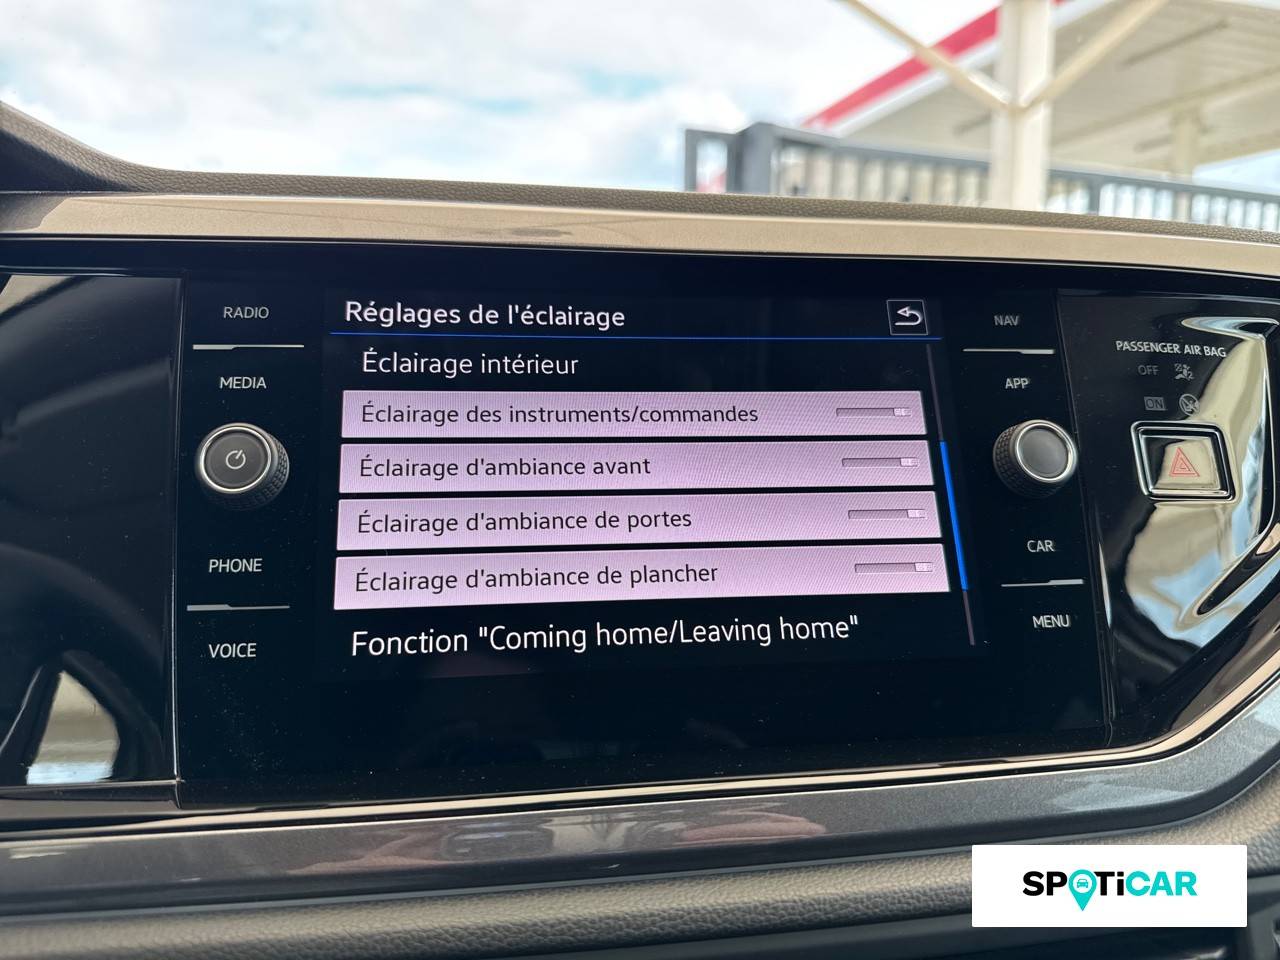 RADIO
MEDIA
PHONE
VOICE
Réglages de l'éclairage
Éclairage intérieur
Éclairage des instruments/commandes
Éclairage d'ambiance avant
Éclairage d'ambiance de portes
Éclairage d'ambiance de plancher
Fonction "Coming home/Leaving home"
NAV
APP
CAR
MENU
PASSENGER AIR BAG
OFF
ON
SPOTiCAR